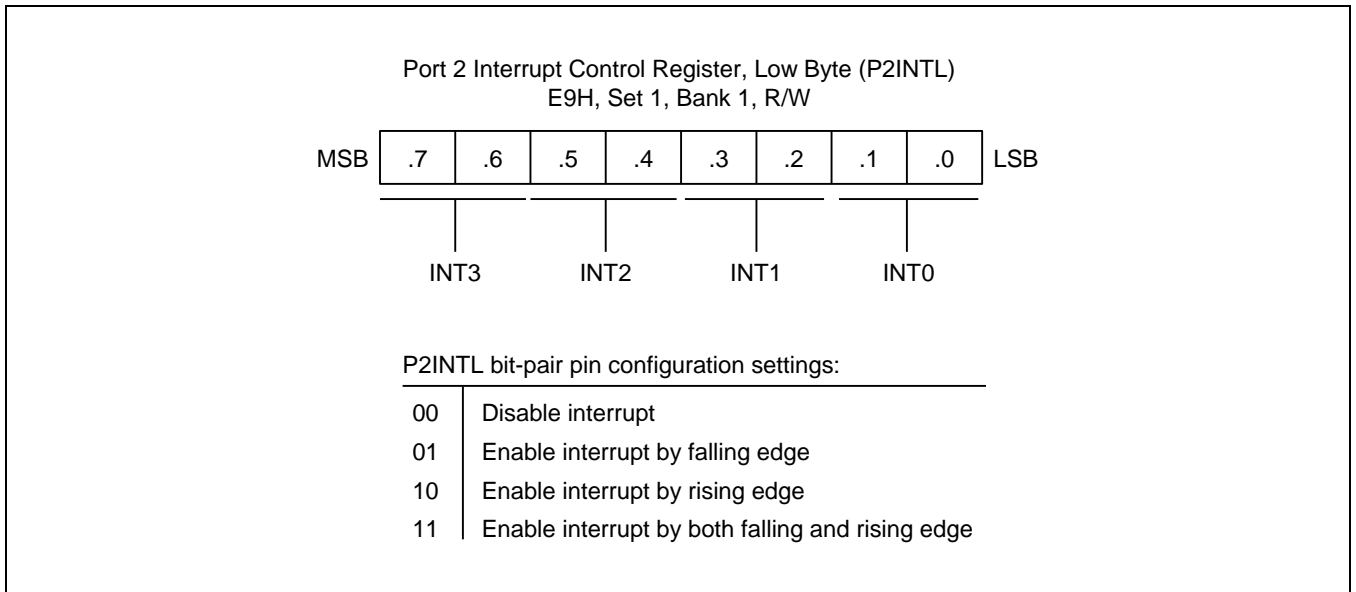 Port 2 Interrupt Control Register, Low Byte (P2INTL)
E9H, Set 1, Bank 1, R/W
MSB .7 .6 .5 .4 .3 .2 .1 .0 LSB
INT3 INT2 INT1 INT0
P2INTL bit-pair pin configuration settings:
00 Disable interrupt
01 Enable interrupt by falling edge
10 Enable interrupt by rising edge
11 Enable interrupt by both falling and rising edge